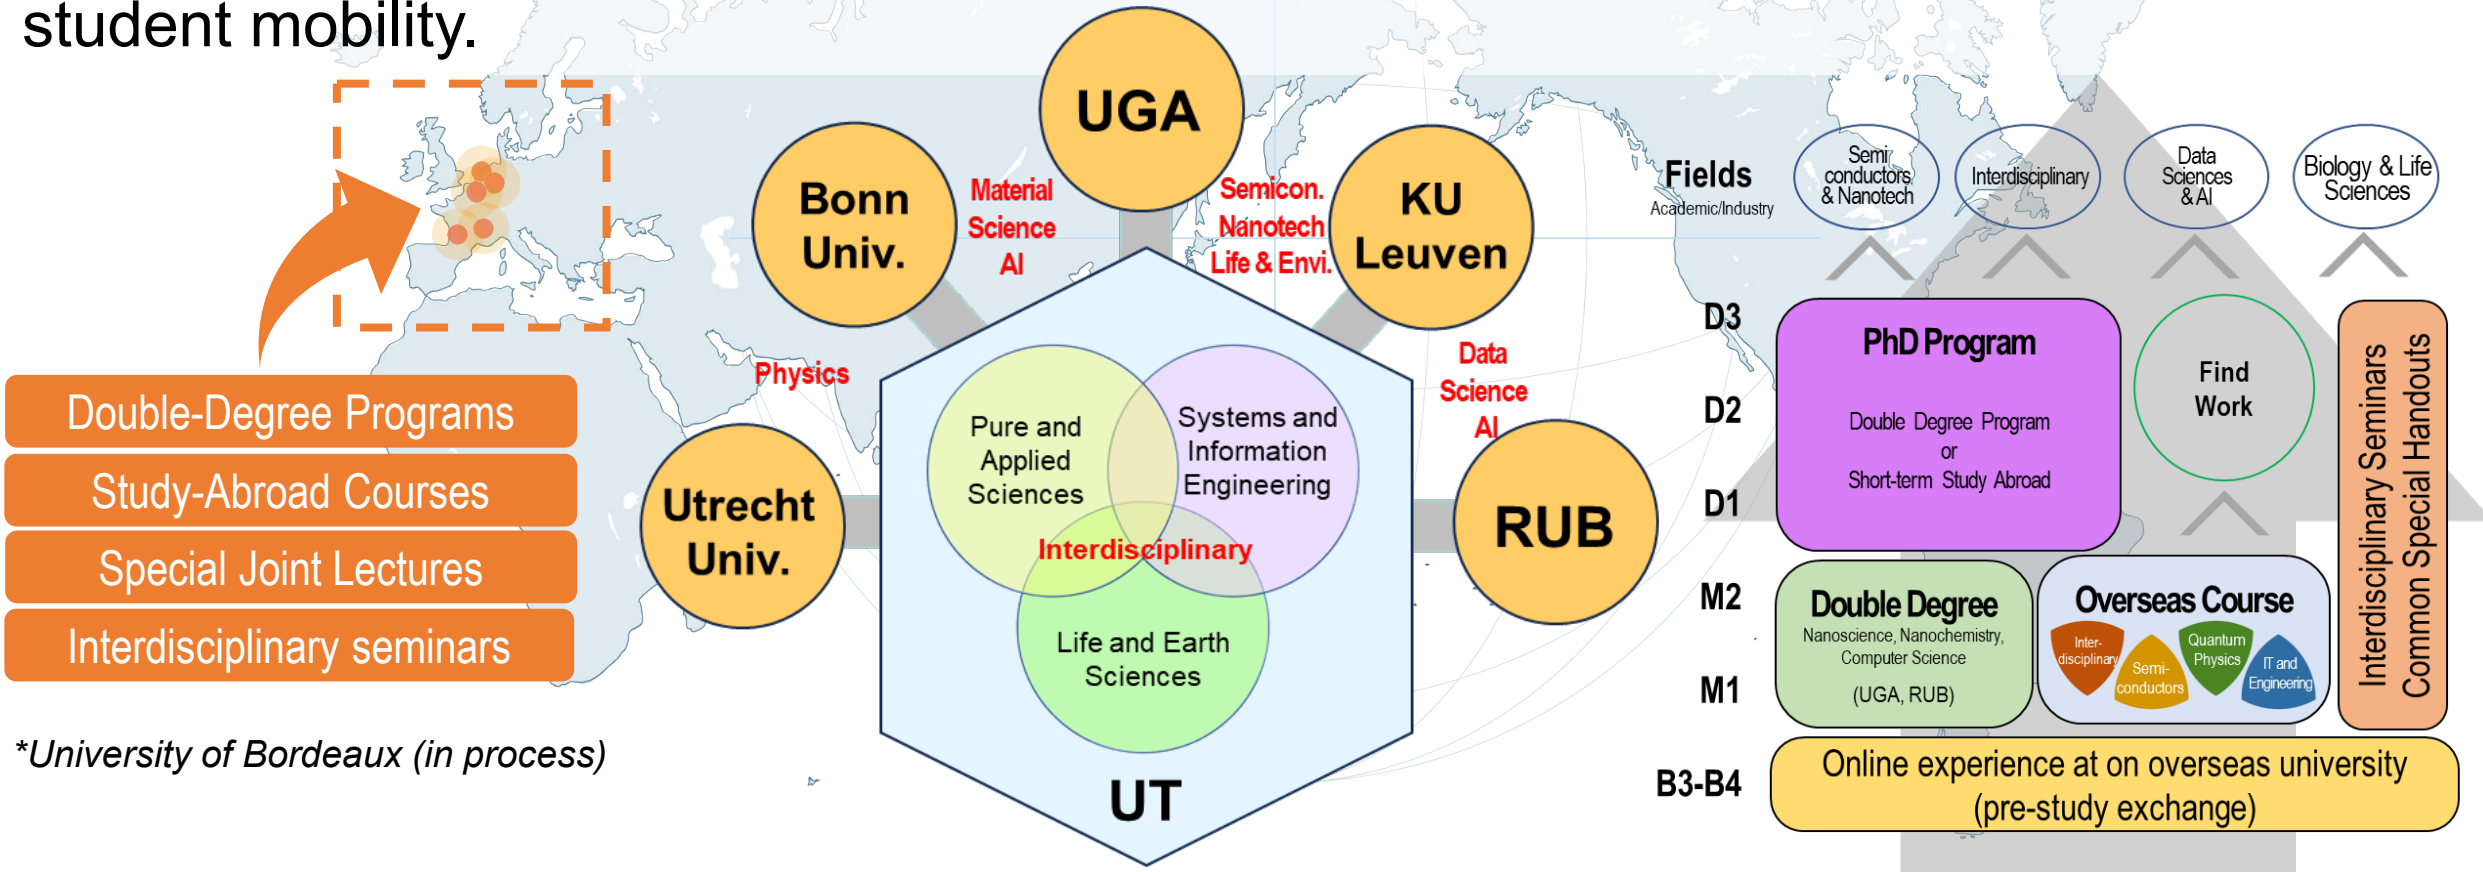 student mobility.
Double-Degree Programs
Study-Abroad Courses
Special Joint Lectures
Interdisciplinary seminars
*University of Bordeaux (in process)
UGA
Bonn
Univ.
Material
Science
AI
Semicon.
Nanotech
Life & Envi.
KU
Leuven
Physics
Data
Science
AI
Utrecht
Univ.
RUB
Pure and
Applied
Sciences
Systems and
Information
Engineering
Interdisciplinary
Life and Earth
Sciences
UT
Fields
Academic/Industry
Semi
conductors
& Nanotech
Interdisciplinary
Data
Sciences
& AI
Biology & Life
Sciences
D3
D2
D1
M2
M1
B3-B4
PhD Program
Double Degree Program
or
Short-term Study Abroad
Find
Work
Double Degree
Nanoscience, Nanochemistry,
Computer Science
(UGA, RUB)
Overseas Course
Inter-
disciplinary
Semi-
conductors
Quantum
Physics
IT and
Engineering
Interdisciplinary Seminars
Common Special Handouts
Online experience at on overseas university
(pre-study exchange)